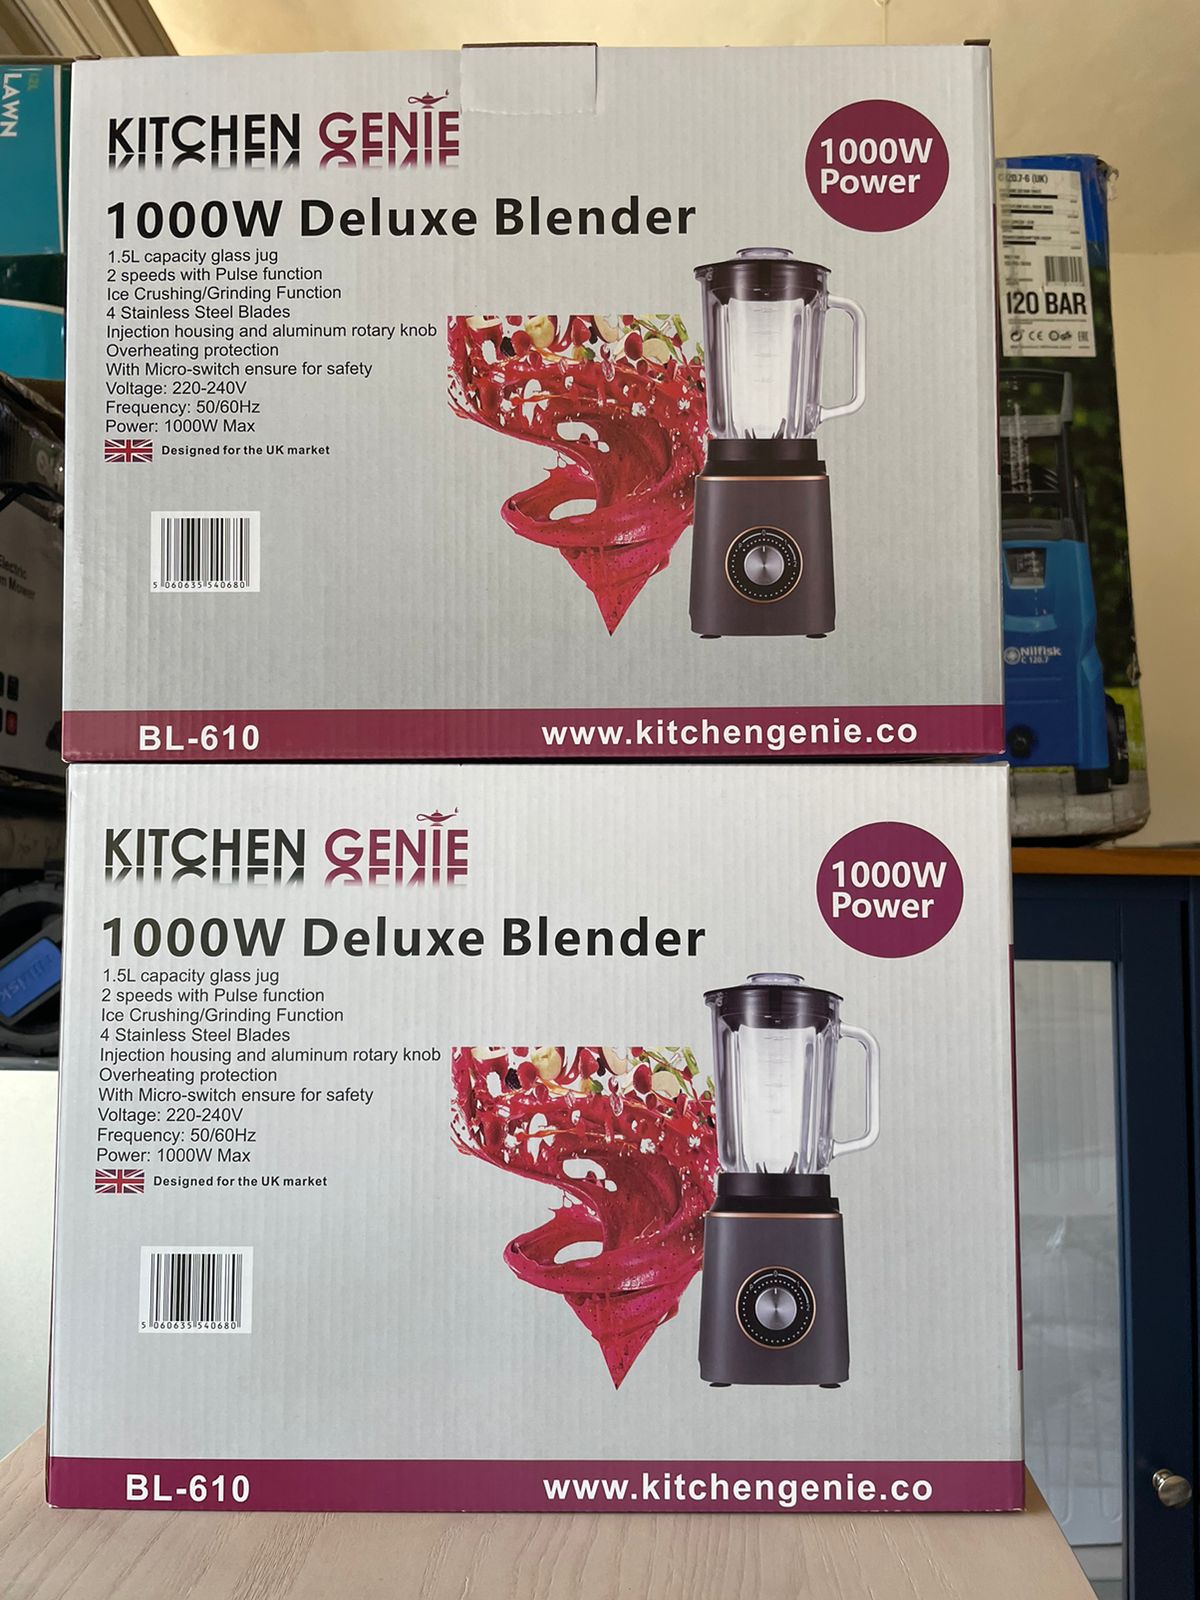 LAWN
KITCHEN GENIE
1000W
Power
1000W Deluxe Blender
1.5L capacity glass jug
2 speeds with Pulse function
Ice Crushing/Grinding Function
4 Stainless Steel Blades
Injection housing and aluminum rotary knob
Overheating protection
With Micro-switch ensure for safety
Voltage: 220-240V
Frequency: 50/60Hz
Power: 1000W Max
Designed for the UK market
5 060635 540680
BL-610
www.kitchengenie.co
120 BAR
Nilfisk
C 120.7
KITCHEN GENIE
1000W
Power
1000W Deluxe Blender
1.5L capacity glass jug
2 speeds with Pulse function
Ice Crushing/Grinding Function
4 Stainless Steel Blades
Injection housing and aluminum rotary knob
Overheating protection
With Micro-switch ensure for safety
Voltage: 220-240V
Frequency: 50/60Hz
Power: 1000W Max
Designed for the UK market
5 060635 540680
BL-610
www.kitchengenie.co